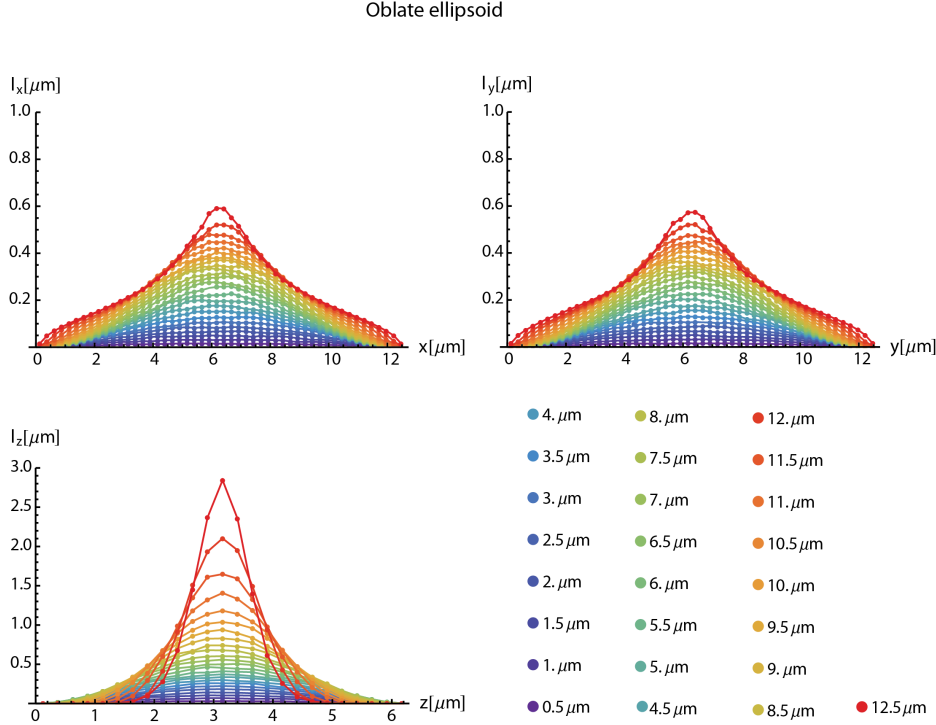 Oblate ellipsoid
Ix[μm]
1.0
0.8
0.6
0.4
0.2
0 2 4 6 8 10 12 x[μm]
Iy[μm]
1.0
0.8
0.6
0.4
0.2
0 2 4 6 8 10 12 y[μm]
Iz[μm]
3.0
2.5
2.0
1.5
1.0
0.5
0 1 2 3 4 5 6 z[μm]
4. μm 8. μm 12. μm
3.5 μm 7.5 μm 11.5 μm
3. μm 7. μm 11. μm
2.5 μm 6.5 μm 10.5 μm
2. μm 6. μm 10. μm
1.5 μm 5.5 μm 9.5 μm
1. μm 5. μm 9. μm
0.5 μm 4.5 μm 8.5 μm 12.5 μm